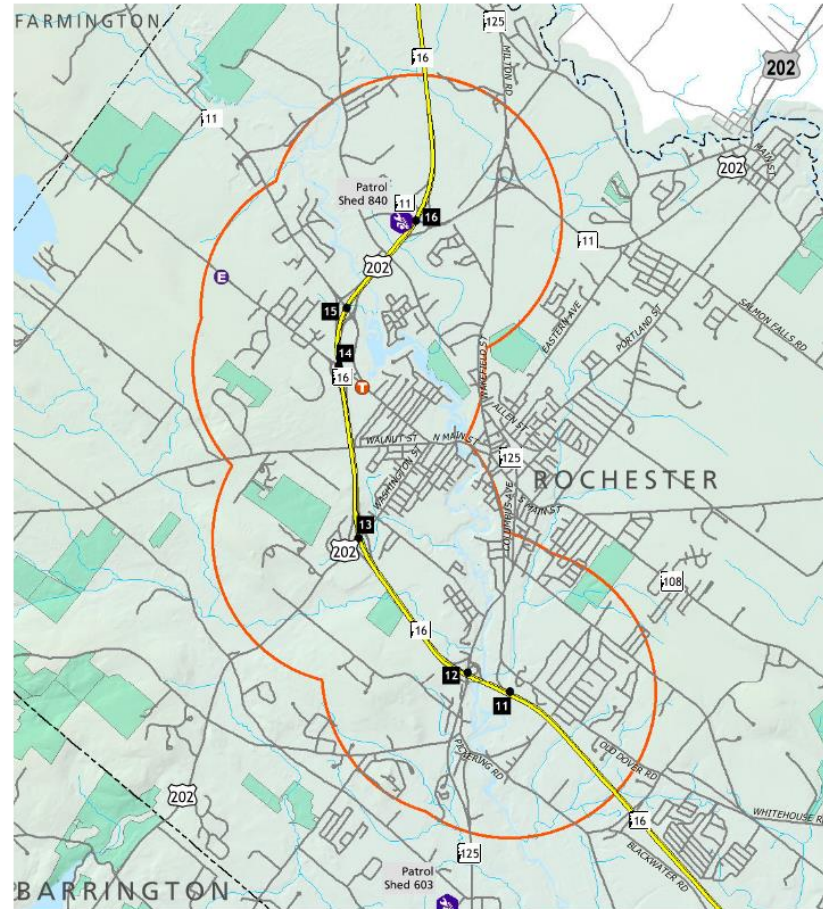 FARMINGTON
125
16
MILTON RD
202
11
MAIN ST
202
Patrol
Shed 840
11
16
11
202
SALMON FALLS RD
E
15
EASTERN AVE
PORTLAND ST
14
16
T
WAKEFIELD ST
ALLEN ST
WALNUT ST
N MAIN ST
125
ROCHESTER
WASHINGTON ST
S MAIN ST
COLUMBUS AVE
13
202
108
16
12
11
PICKERING RD
OLD DOVER RD
202
16
WHITEHOUSE R
125
BLACKWATER RD
Patrol
Shed 603
BARRINGTON